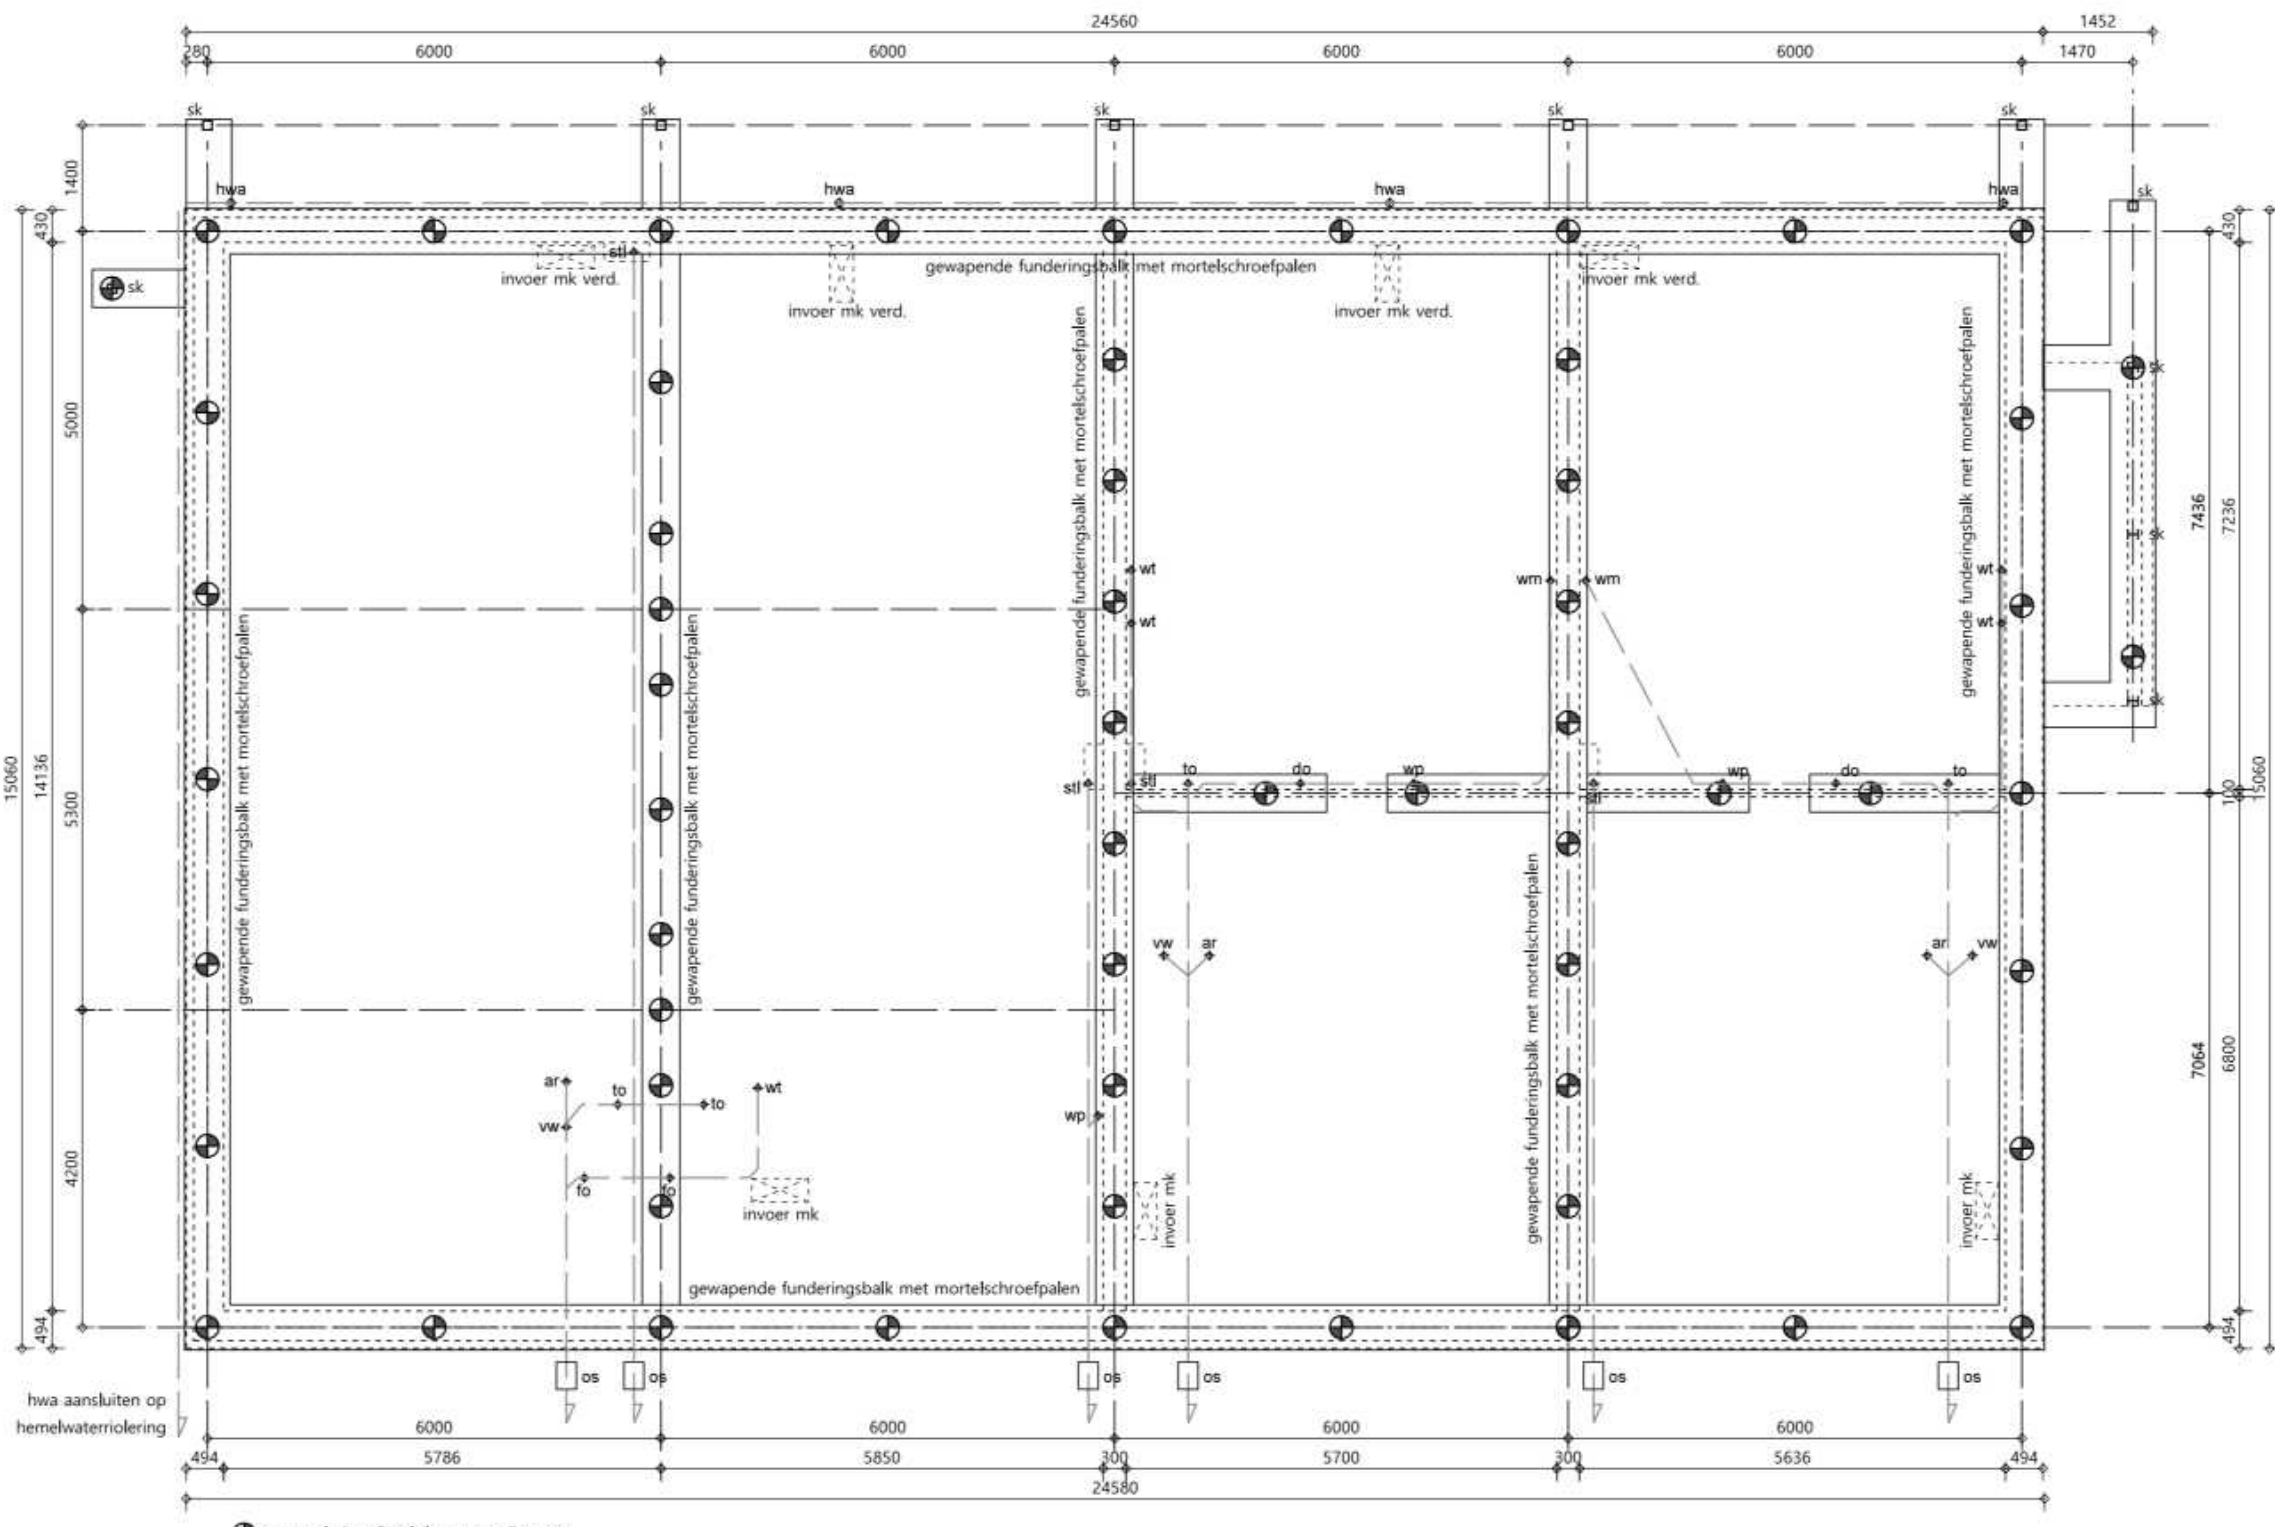 24560
1452
280 6000 6000 6000 6000 1470
sk sk sk sk sk
1400
hwa hwa hwa hwa sk
430 430
stl
sk
invoer mk verd.
gewapende funderingsbalk met mortelschroefpalen
invoer mk verd.
invoer mk verd.
invoer mk verd.
gewapende funderingsbalk met mortelschroefpalen
gewapende funderingsbalk met mortelschroefpalen
sk
5000
7436
7236
sk
wt wm wm wt
wt wt
gewapende funderingsbalk met mortelschroefpalen
gewapende funderingsbalk met mortelschroefpalen
sk
15060
14136
5300
stl stl to do wp stl wp do to
100
15060
gewapende funderingsbalk met mortelschroefpalen
vw ar ar vw
7064
6800
ar to to wt
vw wp
4200
fo fo
invoer mk
invoer mk
invoer mk
gewapende funderingsbalk met mortelschroefpalen
494 494
os os os os os os
hwa aansluiten op
hemelwaterriolering
6000 6000 6000 6000
494 5786 5850 300 5700 300 5636 494
24580